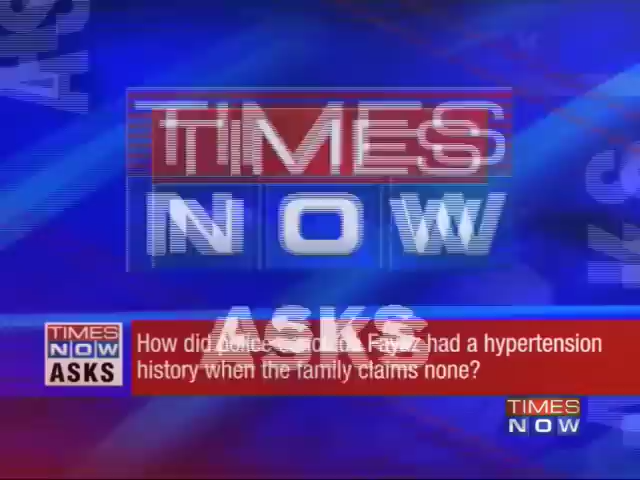 TIMES
NOW
ASKS
TIMES
NOW
ASKS
How did police Fayaz had a hypertension
history when the family claims none?
TIMES
NOW